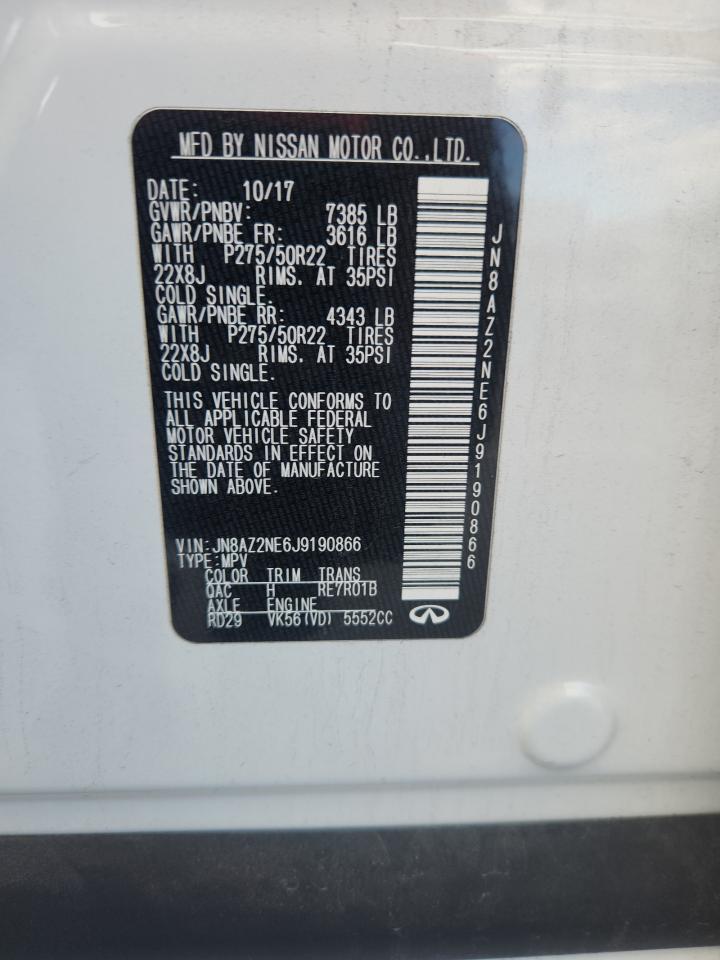 MFD BY NISSAN MOTOR CO.,LTD.
DATE: 10/17
GVWR/PNBV: 7385 LB
GAWR/PNBE FR: 3616 LB
WITH P275/50R22 TIRES
22X8J RIMS. AT 35PSI
COLD SINGLE.
GAWR/PNBE RR: 4343 LB
WITH P275/50R22 TIRES
22X8J RIMS. AT 35PSI
COLD SINGLE.
THIS VEHICLE CONFORMS TO
ALL APPLICABLE FEDERAL
MOTOR VEHICLE SAFETY
STANDARDS IN EFFECT ON
THE DATE OF MANUFACTURE
SHOWN ABOVE.
VIN:JN8AZ2NE6J9190866
TYPE:MPV
COLOR TRIM TRANS
QAC H RE7R01B
AXLE ENGINE
RD29 VK56(VD) 5552CC
JN8AZ2NE6J9190866